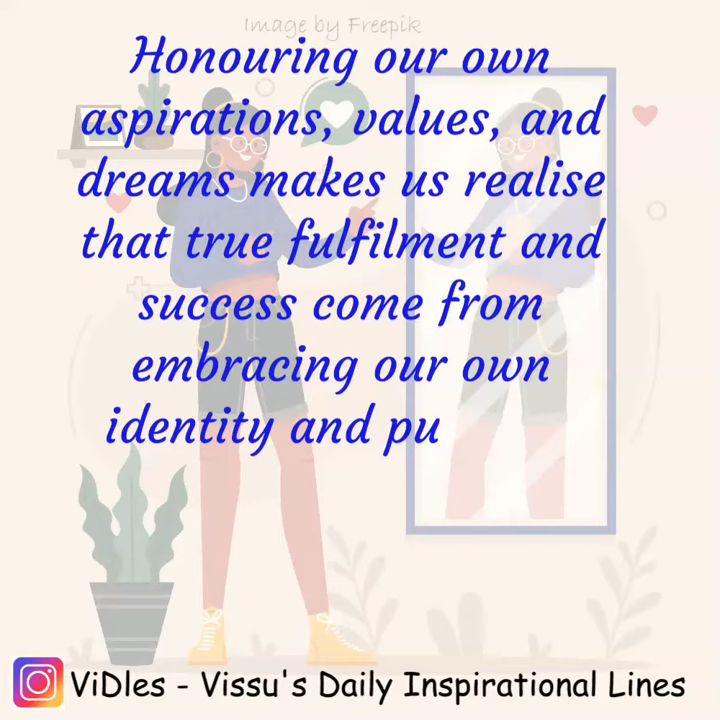 Image by Freepik
Honouring our own
aspirations, values, and
dreams makes us realise
that true fulfilment and
success come from
embracing our own
identity and pu
ViDles - Vissu's Daily Inspirational Lines